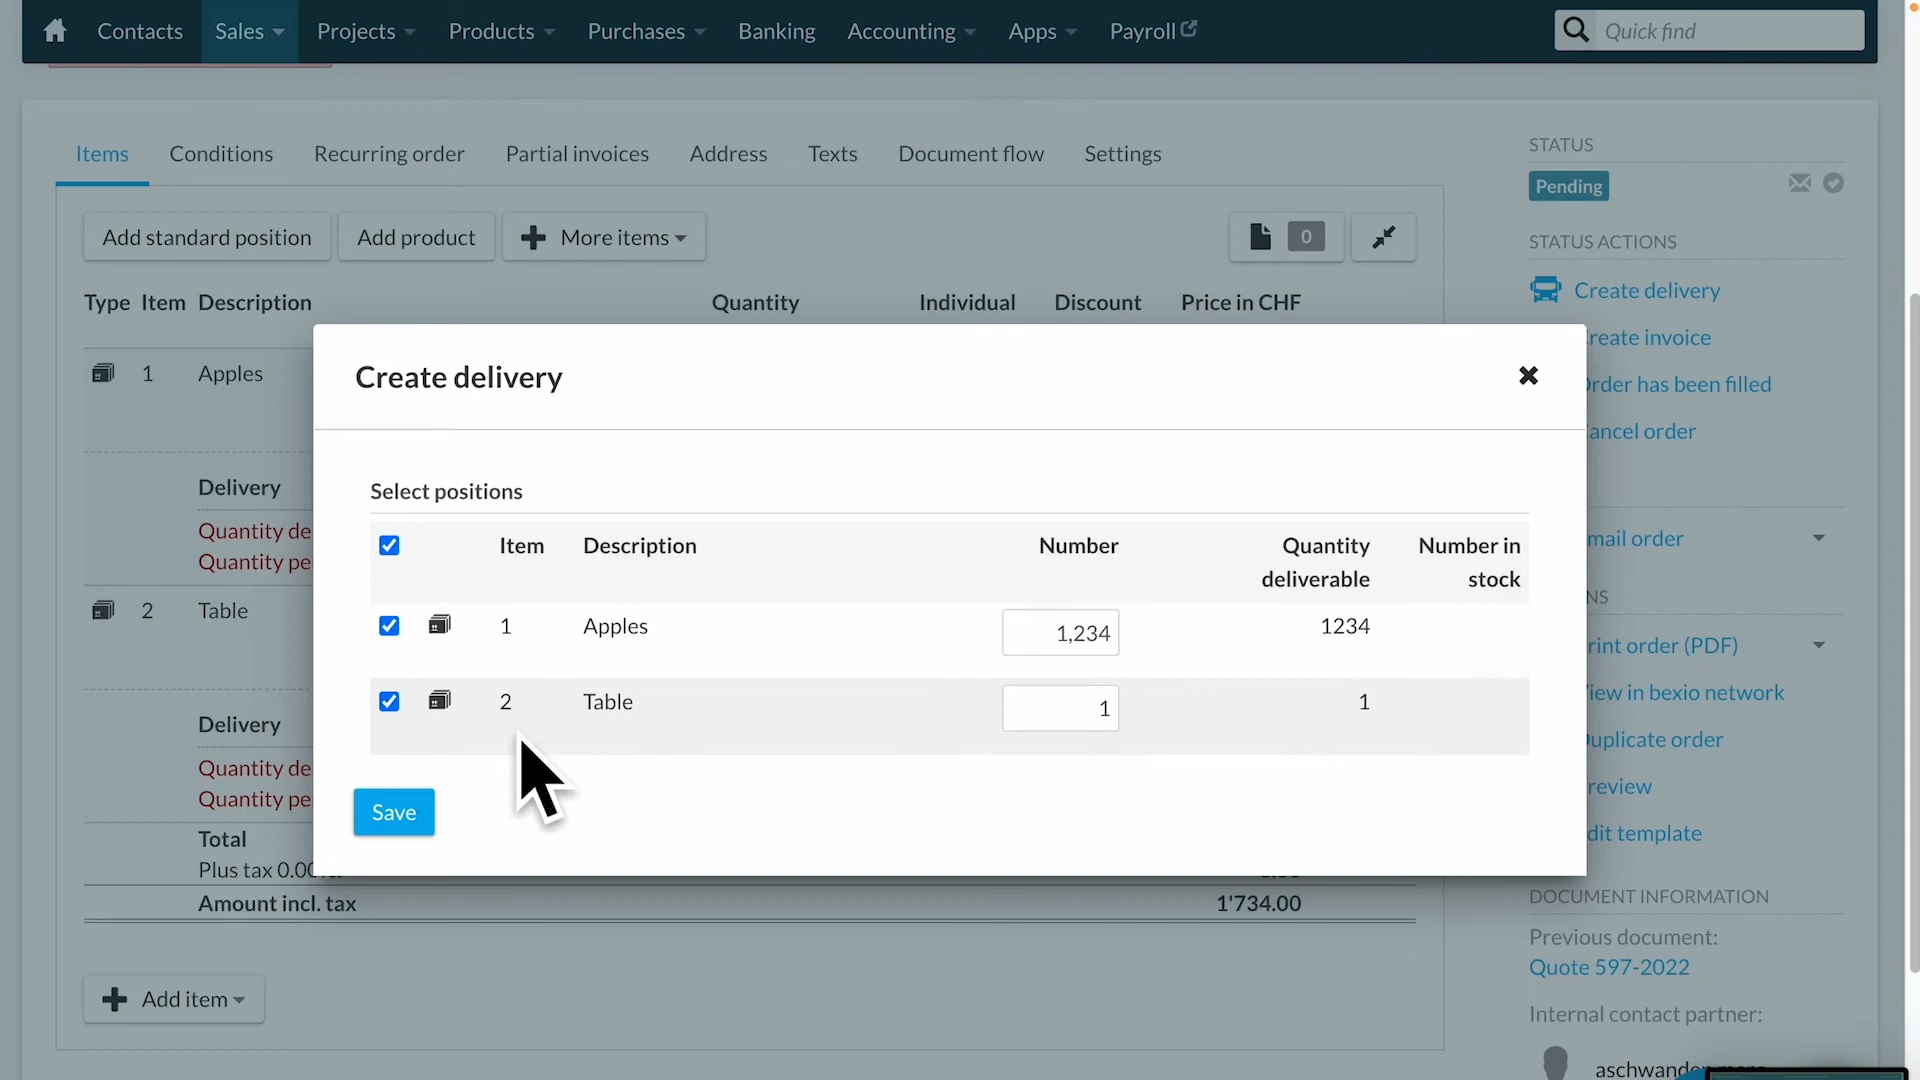 Contacts Sales Projects Products Purchases Banking Accounting Apps Payroll Quick find
Items Conditions Recurring order Partial invoices Address Texts Document flow Settings
Add standard position Add product More items 0
Type Item Description Quantity Individual Discount Price in CHF
1 Apples
Delivery
Quantity de
Quantity pe
2 Table
Delivery
Quantity de
Quantity pe
Total
Plus tax 0.00
Amount incl. tax 1'734.00
Add item
Create delivery
Select positions
Item Description Number Quantity deliverable Number in stock
1 Apples 1,234 1234
2 Table 1 1
Save
STATUS
Pending
STATUS ACTIONS
Create delivery
reate invoice
rder has been filled
ancel order
mail order
NS
rint order (PDF)
iew in bexio network
uplicate order
review
dit template
DOCUMENT INFORMATION
Previous document:
Quote 597-2022
Internal contact partner: